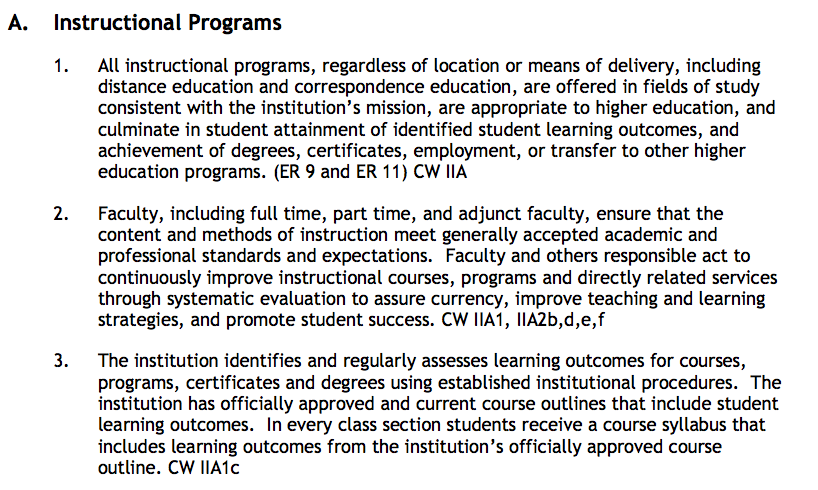 A. Instructional Programs
1. All instructional programs, regardless of location or means of delivery, including
distance education and correspondence education, are offered in fields of study
consistent with the institution's mission, are appropriate to higher education, and
culminate in student attainment of identified student learning outcomes, and
achievement of degrees, certificates, employment, or transfer to other higher
education programs. (ER 9 and ER 11) CW IIA
2. Faculty, including full time, part time, and adjunct faculty, ensure that the
content and methods of instruction meet generally accepted academic and
professional standards and expectations.  Faculty and others responsible act to
continuously improve instructional courses, programs and directly related services
through systematic evaluation to assure currency, improve teaching and learning
strategies, and promote student success. CW IIA1, IIA2b,d,e,f
3. The institution identifies and regularly assesses learning outcomes for courses,
programs, certificates and degrees using established institutional procedures.  The
institution has officially approved and current course outlines that include student
learning outcomes.  In every class section students receive a course syllabus that
includes learning outcomes from the institution's officially approved course
outline. CW IIA1c